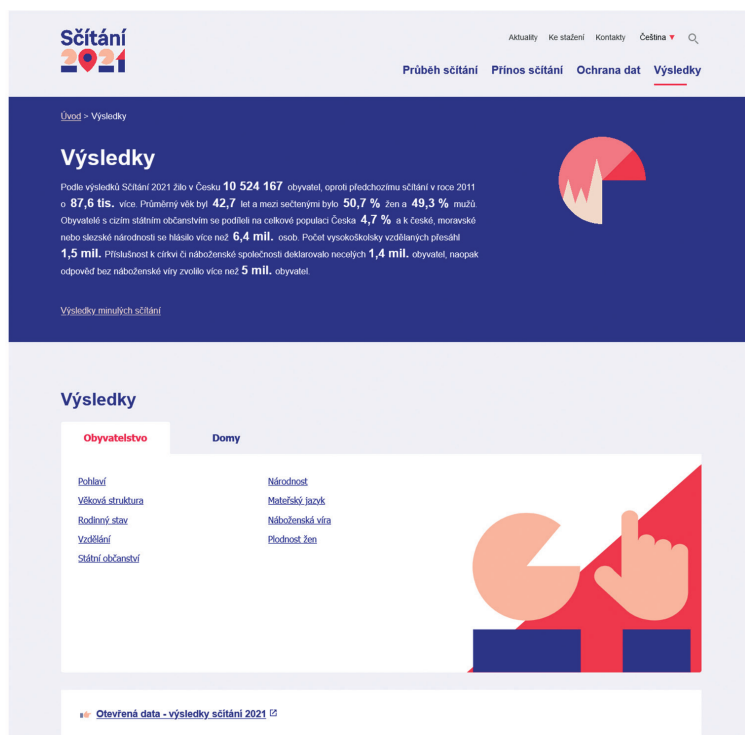 Sčítání
2021
Aktuality Ke stažení Kontakty Čeština
Průběh sčítání Přínos sčítání Ochrana dat Výsledky
Úvod > Výsledky
Výsledky
Podle výsledků Sčítání 2021 žilo v Česku 10 524 167 obyvatel, oproti předchozímu sčítání v roce 2011
o 87,6 tis. více. Průměrný věk byl 42,7 let a mezi sečtenými bylo 50,7 % žen a 49,3 % mužů.
Obyvatelé s cizím státním občanstvím se podíleli na celkové populaci Česka 4,7 % a k české, moravské
nebo slezské národnosti se hlásilo více než 6,4 mil. osob. Počet vysokoškolsky vzdělaných přesáhl
1,5 mil. Příslušnost k církvi či náboženské společnosti deklarovalo necelých 1,4 mil. obyvatel, naopak
odpověď bez náboženské víry zvolilo více než 5 mil. obyvatel.
Výsledky minulých sčítání
Výsledky
Obyvatelstvo Domy
Pohlaví
Věková struktura
Rodinný stav
Vzdělání
Státní občanství
Národnost
Mateřský jazyk
Náboženská víra
Plodnost žen
Otevřená data - výsledky sčítání 2021